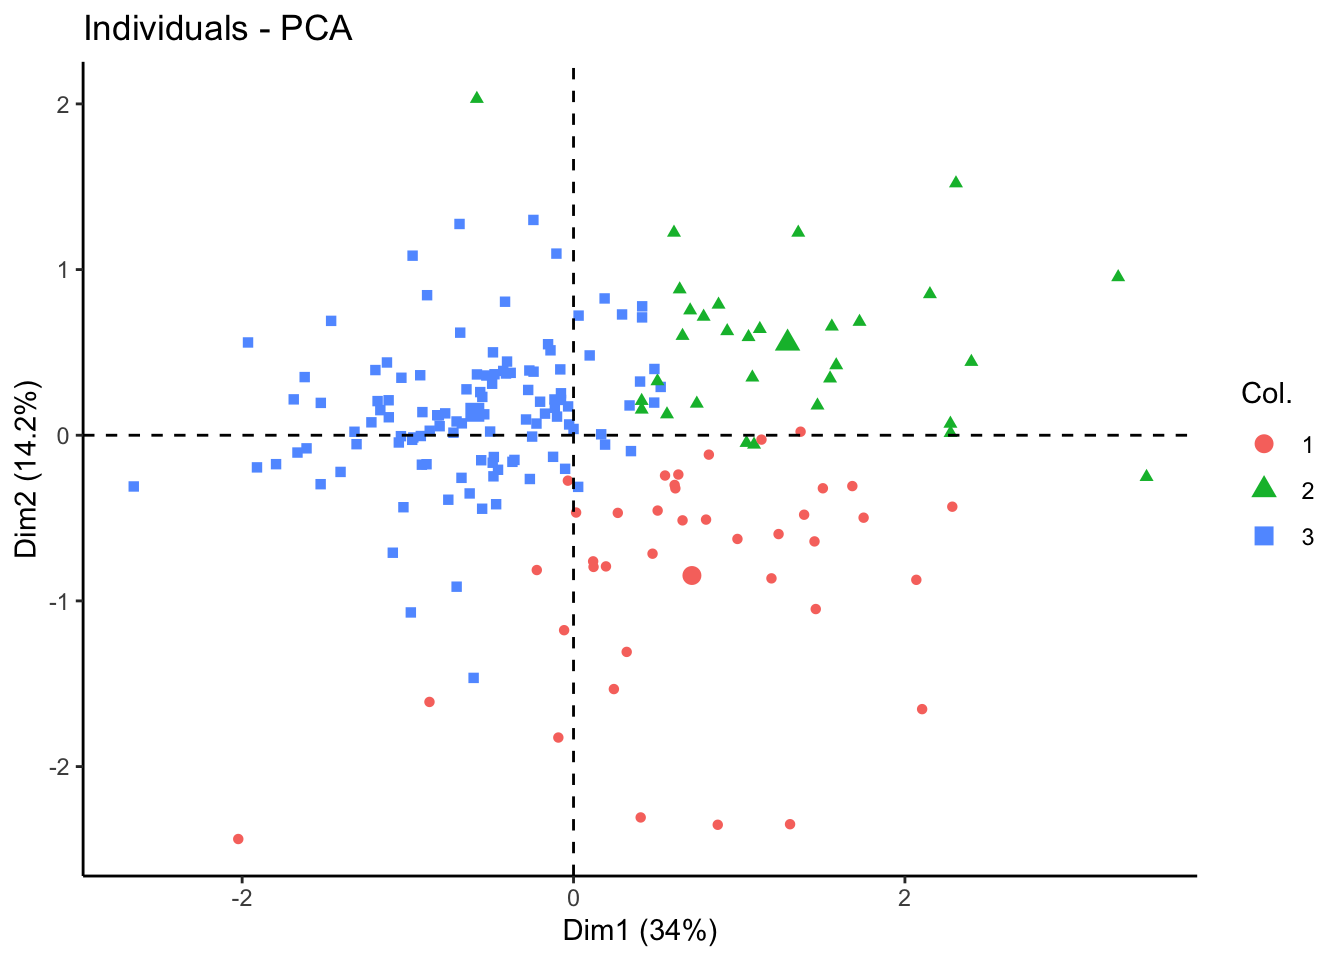 Individuals - PCA
2
1
0
-1
-2
Dim2 (14.2%)
-2
0
2
Dim1 (34%)
Col.
1
2
3